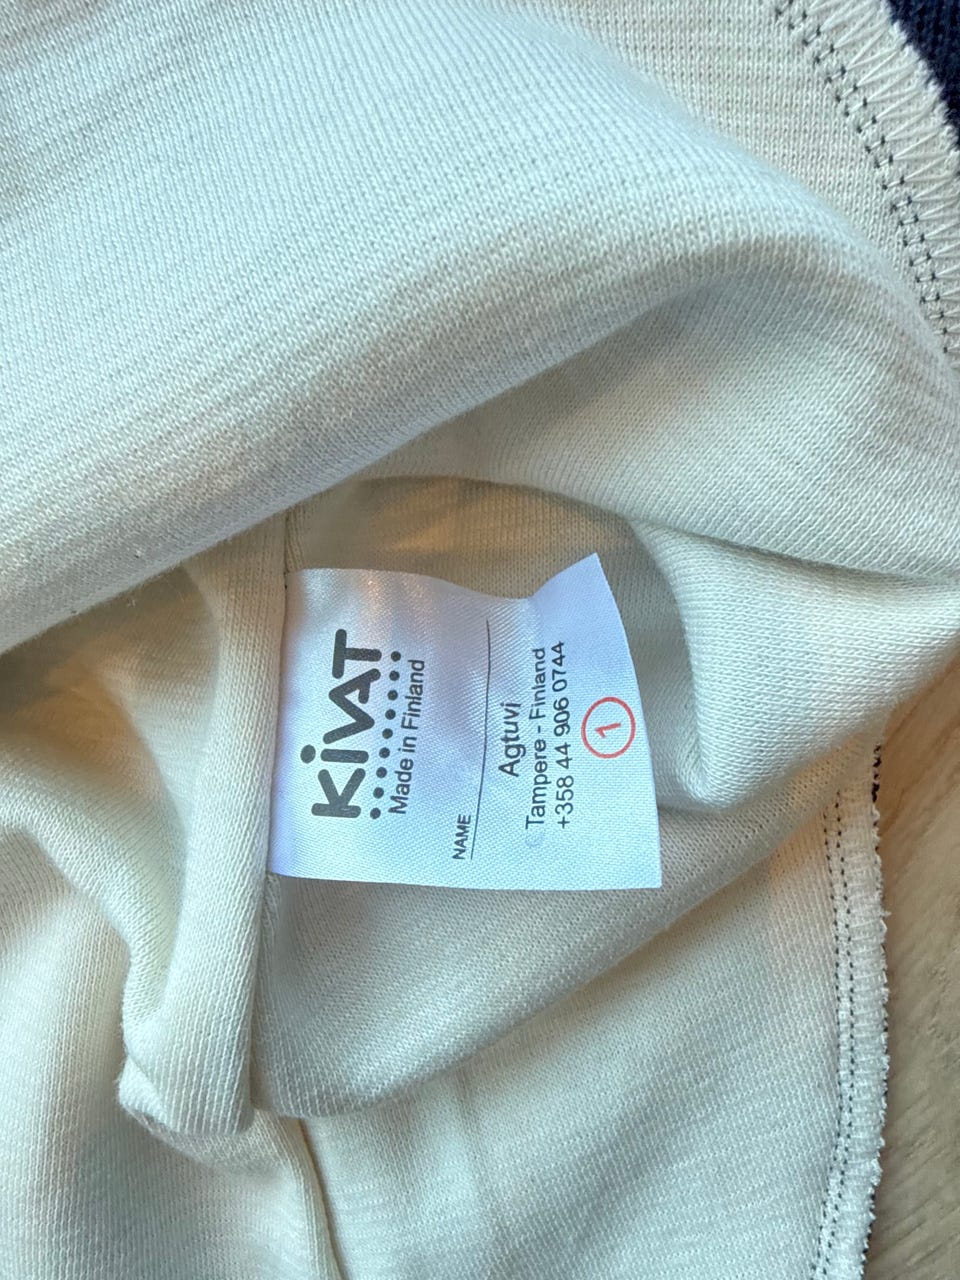 KiVAT
Made in Finland
NAME
Agtuvi
Tampere - Finland
+358 44 906 0744
1